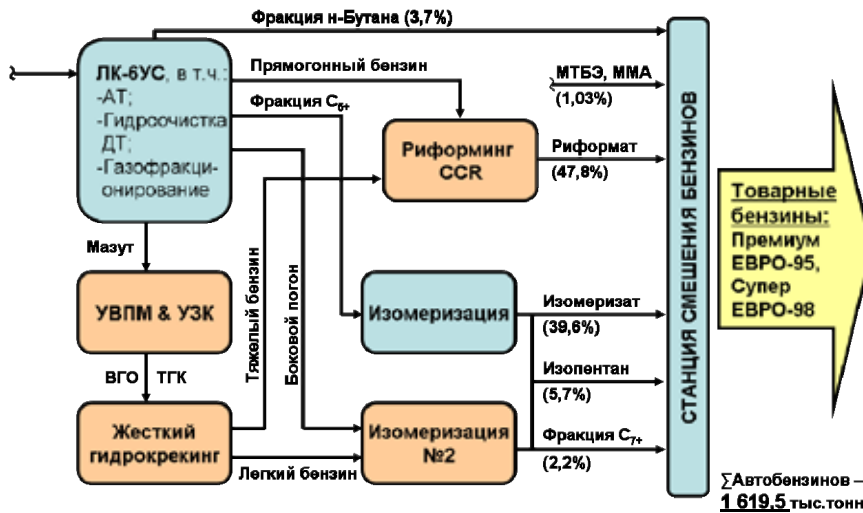 Фракция н-Бутана (3,7%)
ЛК-6УС, в т.ч.:
-АТ;
-Гидроочистка
ДТ;
-Газофракци-
онирование
Прямогонный бензин
Фракция С5+
МТБЭ, ММА
(1,03%)
Риформинг
CCR
Риформат
(47,8%)
Мазут
УВПМ & УЗК
ВГО ТГК
Жесткий
гидрокрекинг
Тяжелый бензин
Боковой погон
Легкий бензин
Изомеризация
Изомеризация
№2
Изомеризат
(39,6%)
Изопентан
(5,7%)
Фракция С7+
(2,2%)
СТАНЦИЯ СМЕШЕНИЯ БЕНЗИНОВ
Товарные
бензины:
Премиум
ЕВРО-95,
Супер
ЕВРО-98
∑Автобензинов –
1 619,5 тыс.тонн